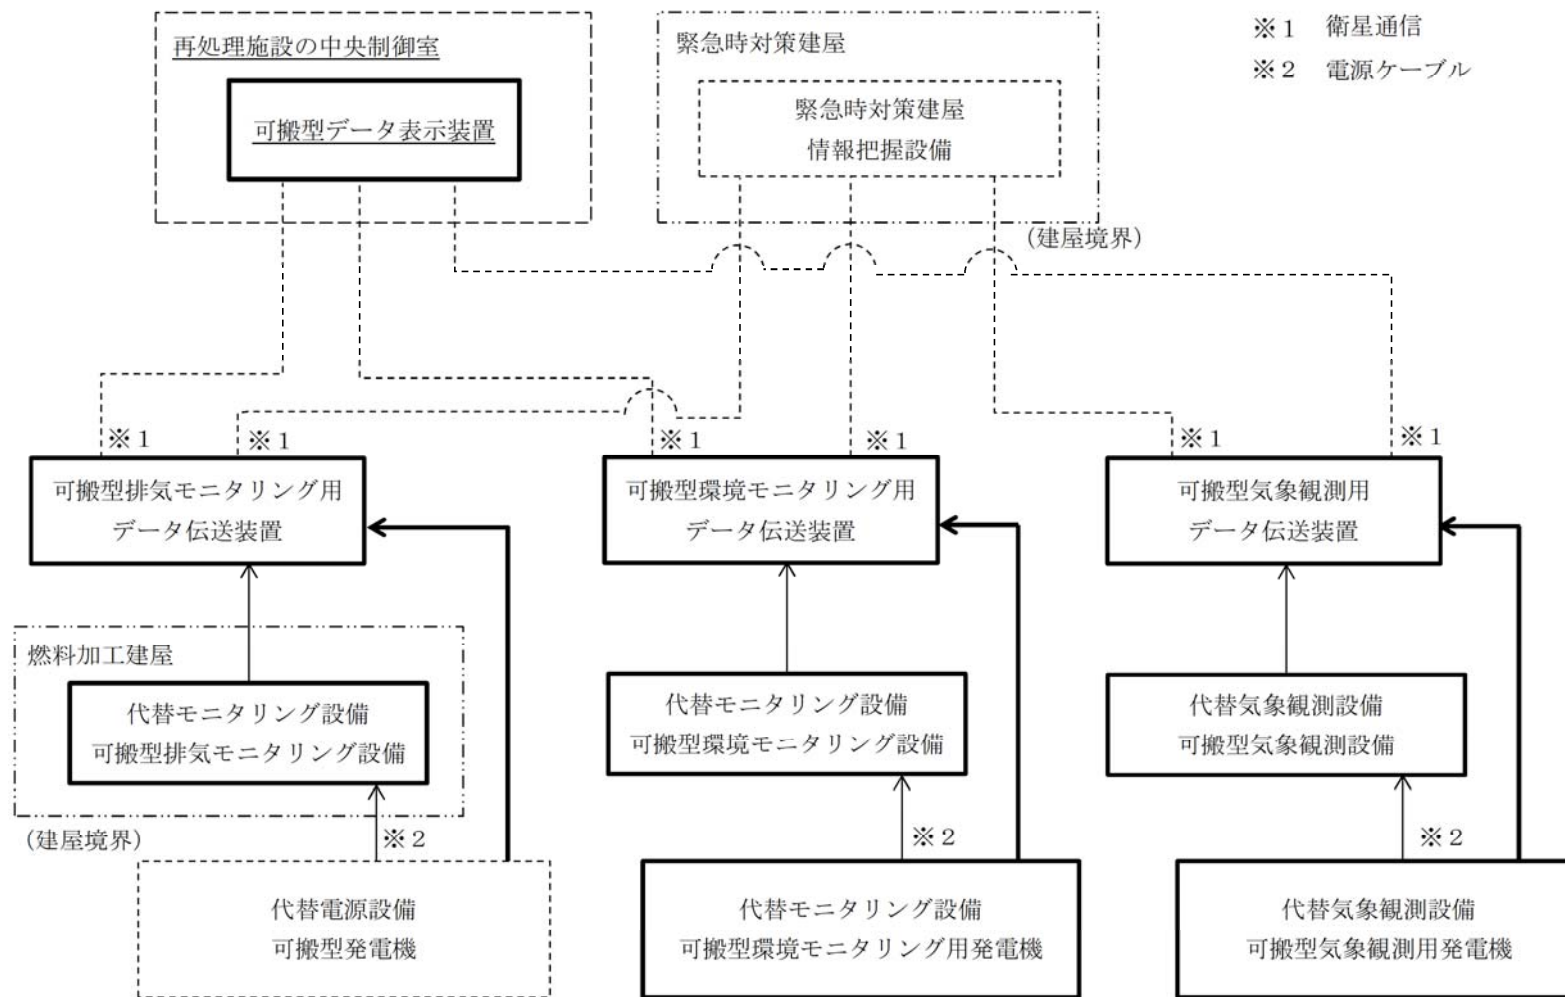 再処理施設の中央制御室
可搬型データ表示装置
緊急時対策建屋
緊急時対策建屋
情報把握設備
(建屋境界)
※1 衛星通信
※2 電源ケーブル
※1
※1
※1
※1
※1
※1
可搬型排気モニタリング用
データ伝送装置
可搬型環境モニタリング用
データ伝送装置
可搬型気象観測用
データ伝送装置
燃料加工建屋
代替モニタリング設備
可搬型排気モニタリング設備
(建屋境界)
代替モニタリング設備
可搬型環境モニタリング設備
代替気象観測設備
可搬型気象観測設備
※2
※2
※2
代替電源設備
可搬型発電機
代替モニタリング設備
可搬型環境モニタリング用発電機
代替気象観測設備
可搬型気象観測用発電機